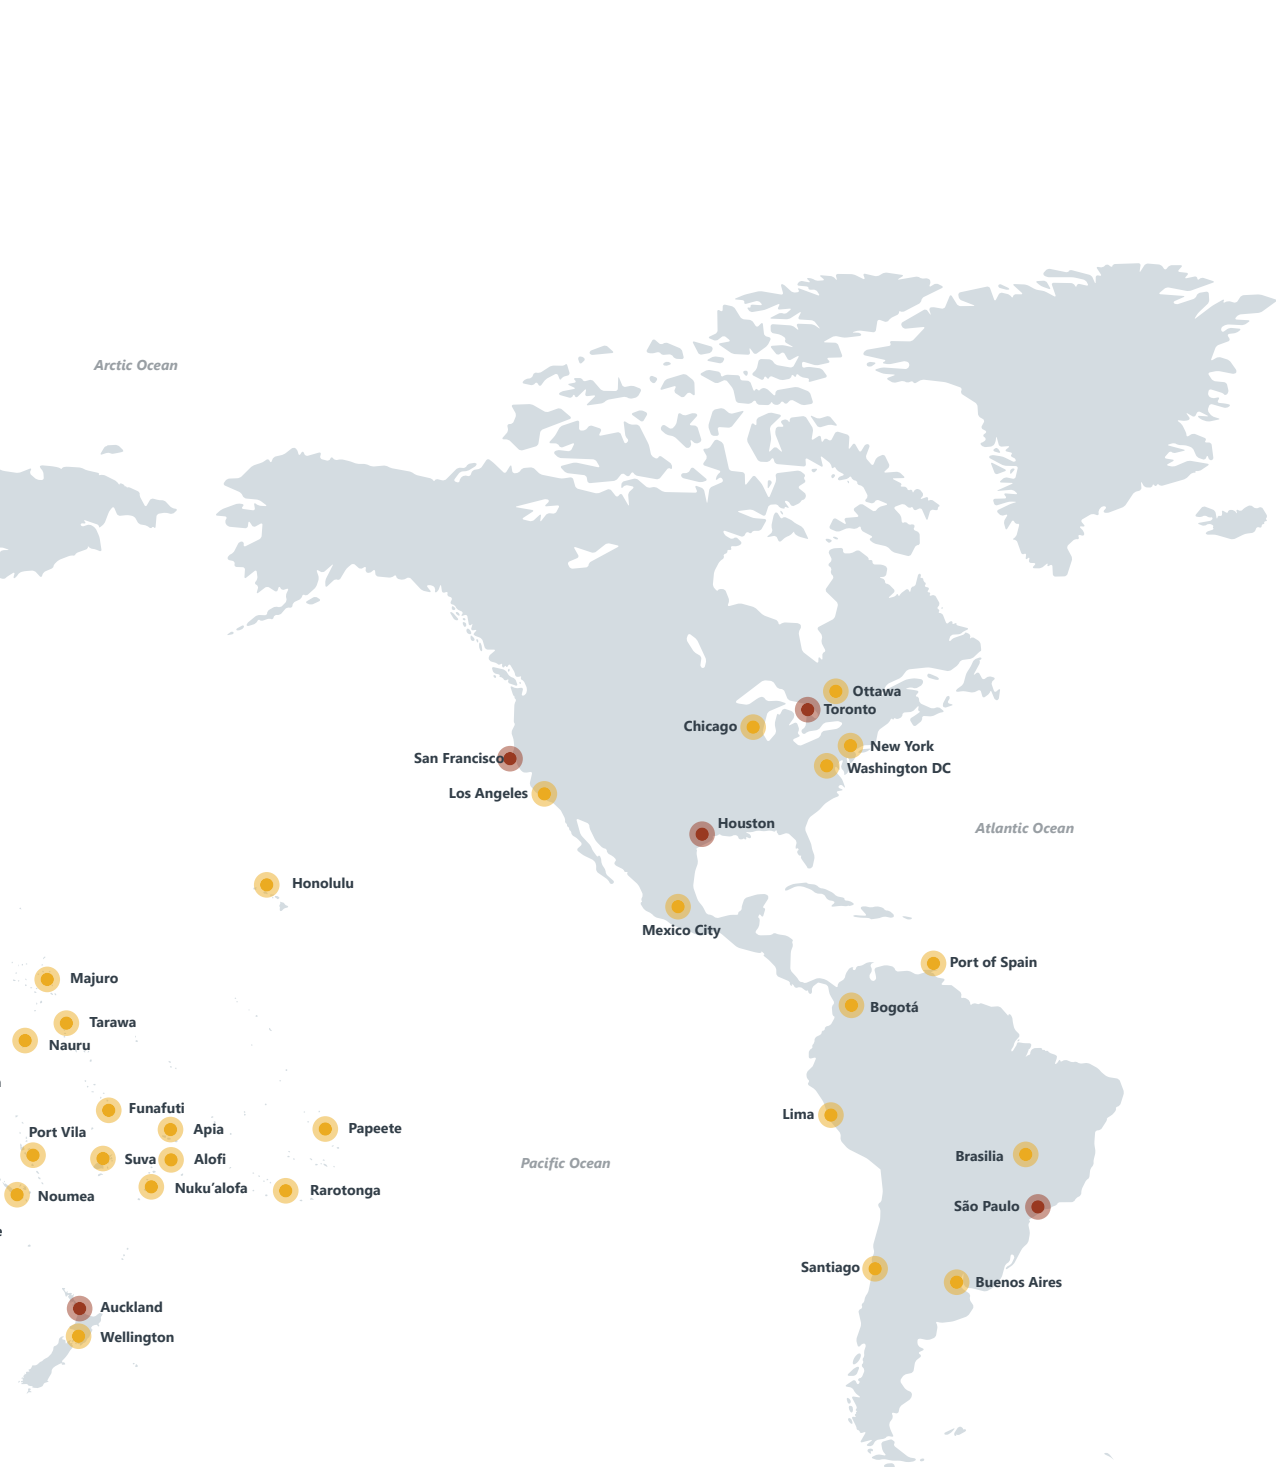 Arctic Ocean
Ottawa
Toronto
Chicago
New York
San Francisco
Washington DC
Los Angeles
Houston
Atlantic Ocean
Honolulu
Mexico City
Port of Spain
Majuro
Bogotá
Tarawa
Nauru
Funafuti
Lima
Port Vila
Apia
Papeete
Suva
Alofi
Brasilia
Pacific Ocean
Nuku’alofa
Rarotonga
Noumea
São Paulo
Santiago
Buenos Aires
Auckland
Wellington